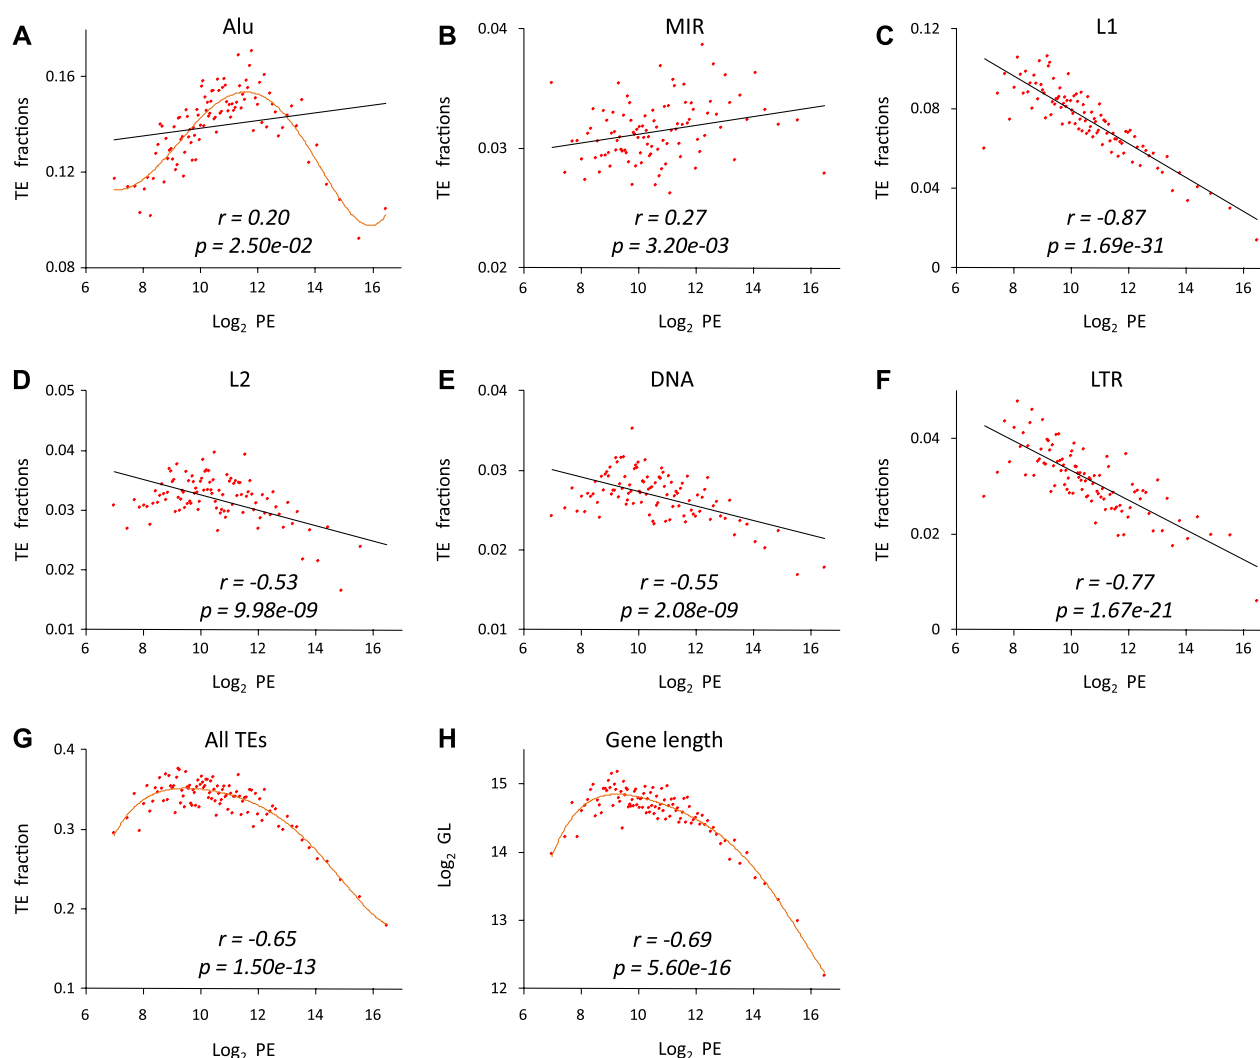 A
Alu
TE fractions
0.16
0.12
0.08
r = 0.20
p = 2.50e-02
6 8 10 12 14 16
Log2 PE
B
MIR
TE fractions
0.04
0.03
0.02
r = 0.27
p = 3.20e-03
6 8 10 12 14 16
Log2 PE
C
L1
TE fractions
0.12
0.08
0.04
0
r = -0.87
p = 1.69e-31
6 8 10 12 14 16
Log2 PE
D
L2
TE fractions
0.05
0.04
0.03
0.02
0.01
r = -0.53
p = 9.98e-09
6 8 10 12 14 16
Log2 PE
E
DNA
TE fractions
0.04
0.03
0.02
0.01
r = -0.55
p = 2.08e-09
6 8 10 12 14 16
Log2 PE
F
LTR
TE fractions
0.04
0.02
0
r = -0.77
p = 1.67e-21
6 8 10 12 14 16
Log2 PE
G
All TEs
TE fraction
0.4
0.3
0.2
0.1
r = -0.65
p = 1.50e-13
6 8 10 12 14 16
Log2 PE
H
Gene length
Log2 GL
15
14
13
12
r = -0.69
p = 5.60e-16
6 8 10 12 14 16
Log2 PE